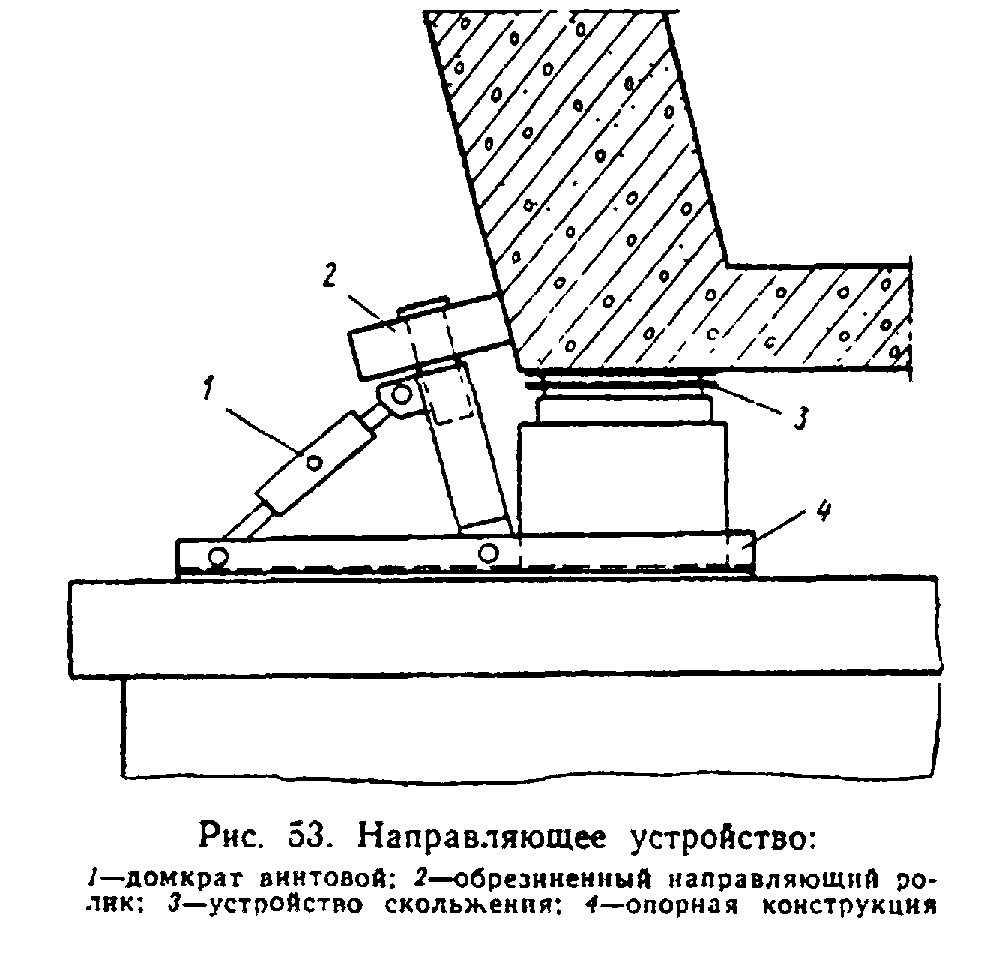 2
1
3
4
Рис. 53. Направляющее устройство:
1—домкрат винтовой; 2—обрезиненный направляющий ро-
лик; 3—устройство скольжения; 4—опорная конструкция